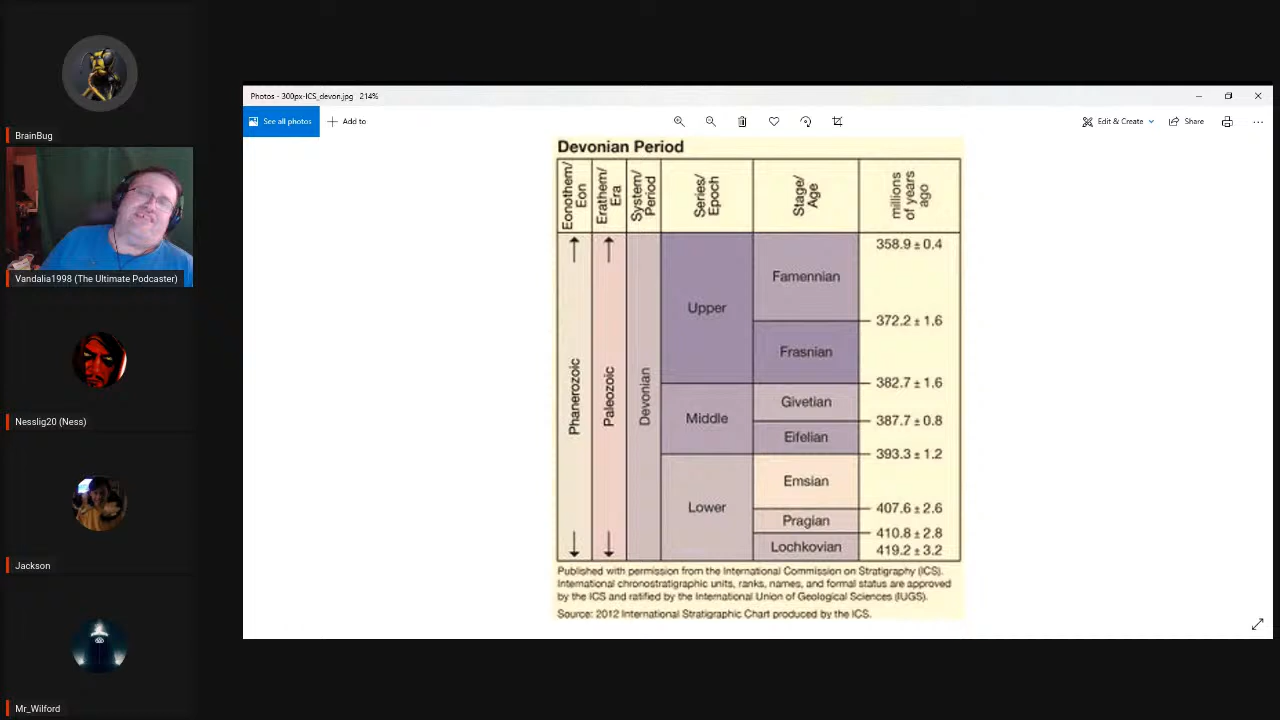 BrainBug
Vandalia1998 (The Ultimate Podcaster)
Nesslig20 (Ness)
Jackson
Mr_Wilford
Photos - 300px-ICS_devon.jpg 214%
See all photos
Add to
Edit & Create
Share
Devonian Period
Eonothem/
Eon
Erathem/
Era
System/
Period
Series/
Epoch
Stage/
Age
millions
of years
ago
Phanerozoic
Paleozoic
Devonian
Upper
Famennian
358.9 ± 0.4
372.2 ± 1.6
Frasnian
382.7 ± 1.6
Middle
Givetian
387.7 ± 0.8
Eifelian
393.3 ± 1.2
Lower
Emsian
407.6 ± 2.6
Pragian
410.8 ± 2.8
Lochkovian
419.2 ± 3.2
Published with permission from the International Commission on Stratigraphy (ICS).
International chronostratigraphic units, ranks, names, and formal status are approved
by the ICS and ratified by the International Union of Geological Sciences (IUGS).
Source: 2012 International Stratigraphic Chart produced by the ICS.